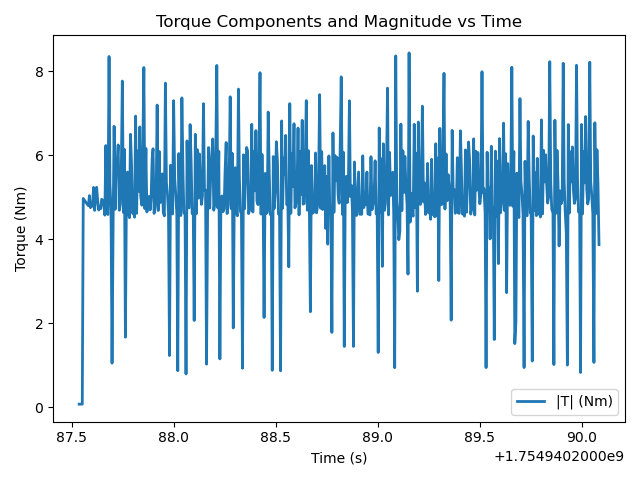 Torque Components and Magnitude vs Time
Torque (Nm)
8
6
4
2
0
|T| (Nm)
87.5 88.0 88.5 89.0 89.5 90.0
Time (s)
+1.7549402000e9